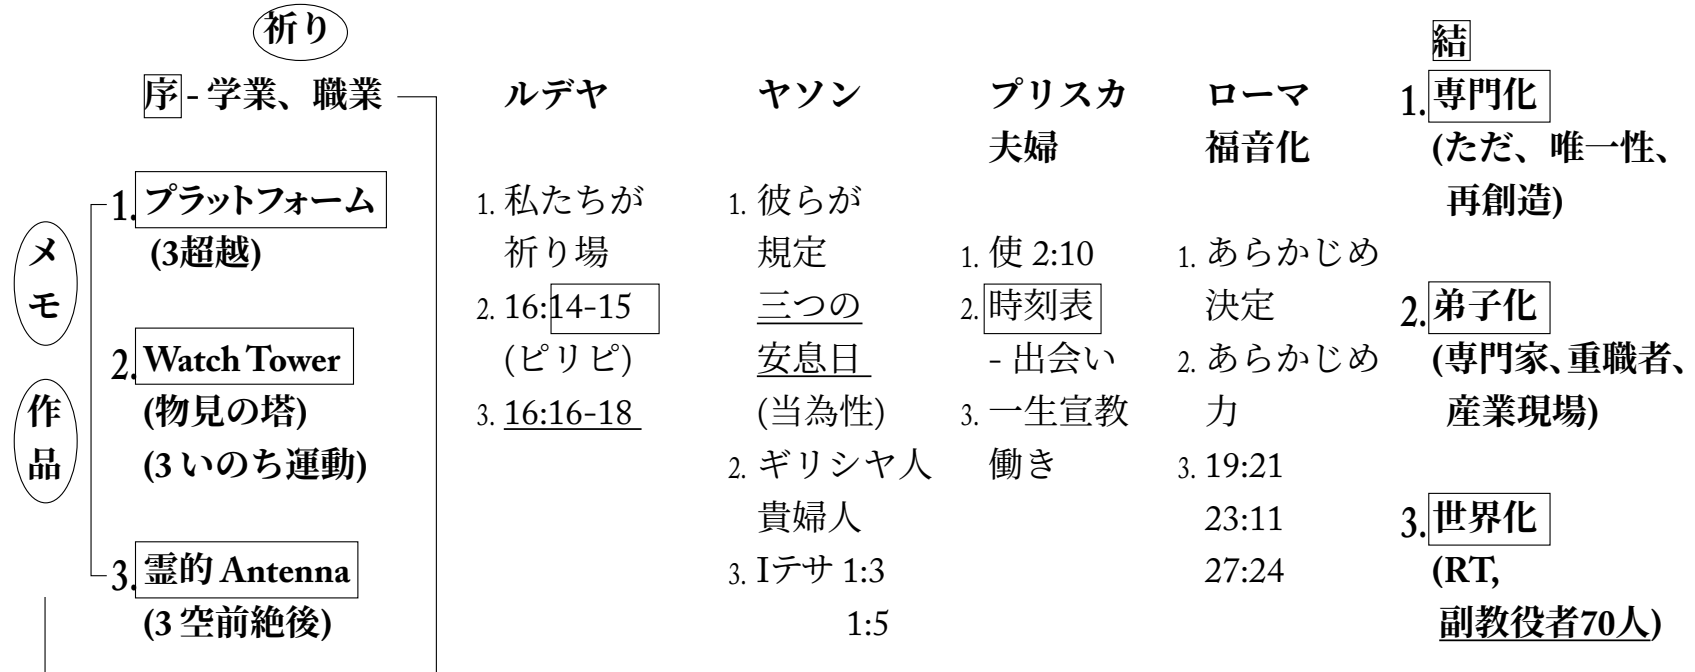 祈り
序 - 学業、職業
メモ
作品
1. プラットフォーム
(3超越)
2. Watch Tower
(物見の塔)
(3 いのち運動)
3. 霊的 Antenna
(3 空前絶後)
ルデヤ
1. 私たちが
祈り場
2. 16:14-15
(ピリピ)
3. 16:16-18
ヤソン
1. 彼らが
規定
三つの
安息日
(当為性)
2. ギリシヤ人
貴婦人
3. Iテサ 1:3
1:5
プリスカ
夫婦
1. 使 2:10
2. 時刻表
- 出会い
3. 一生宣教
働き
ローマ
福音化
1. あらかじめ
決定
2. あらかじめ
力
3. 19:21
23:11
27:24
結
1. 専門化
(ただ、唯一性、
再創造)
2. 弟子化
(専門家、重職者、
産業現場)
3. 世界化
(RT,
副教役者70人)